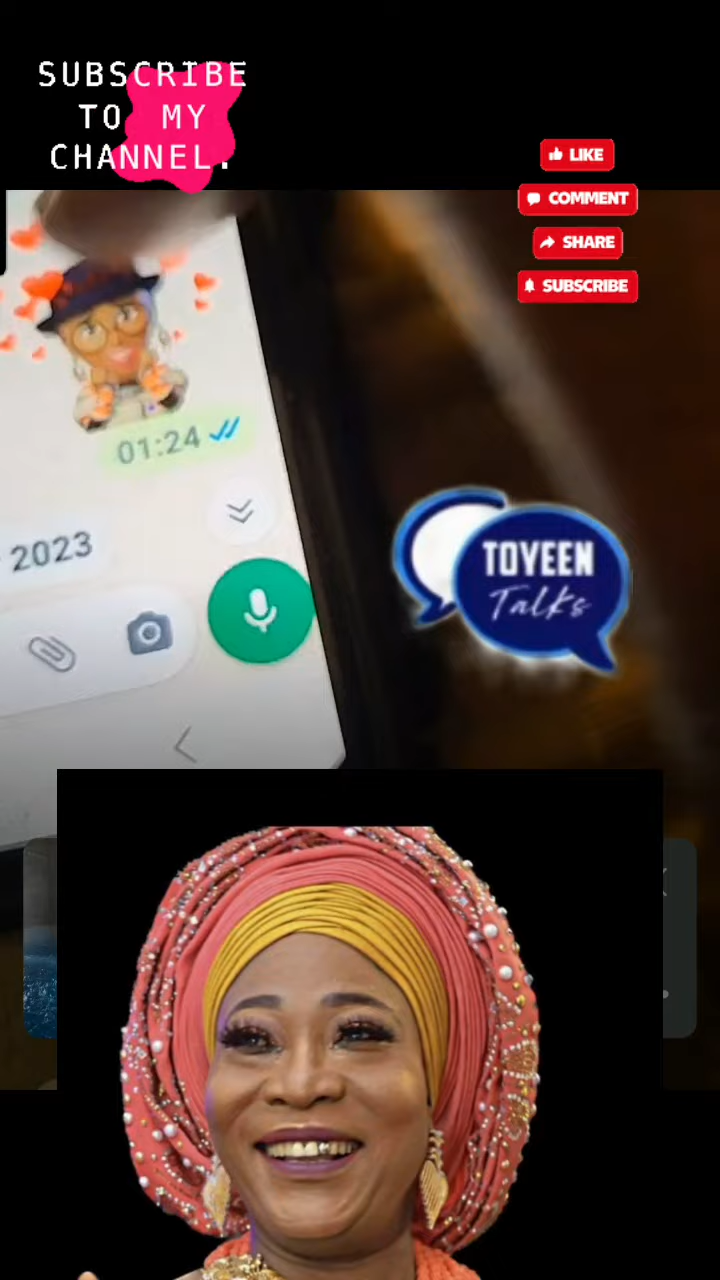 SUBSCRIBE
TO MY
CHANNEL.
LIKE
COMMENT
SHARE
SUBSCRIBE
01:24
2023
TOYEEN
Talks